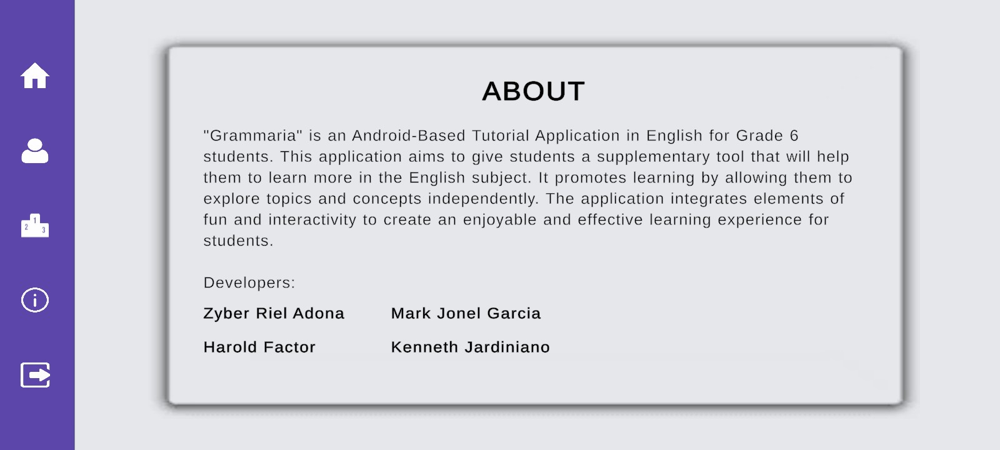 ABOUT
"Grammaria" is an Android-Based Tutorial Application in English for Grade 6
students. This application aims to give students a supplementary tool that will help
them to learn more in the English subject. It promotes learning by allowing them to
explore topics and concepts independently. The application integrates elements of
fun and interactivity to create an enjoyable and effective learning experience for
students.
Developers:
Zyber Riel Adona Mark Jonel Garcia
Harold Factor Kenneth Jardiniano
1
2 3